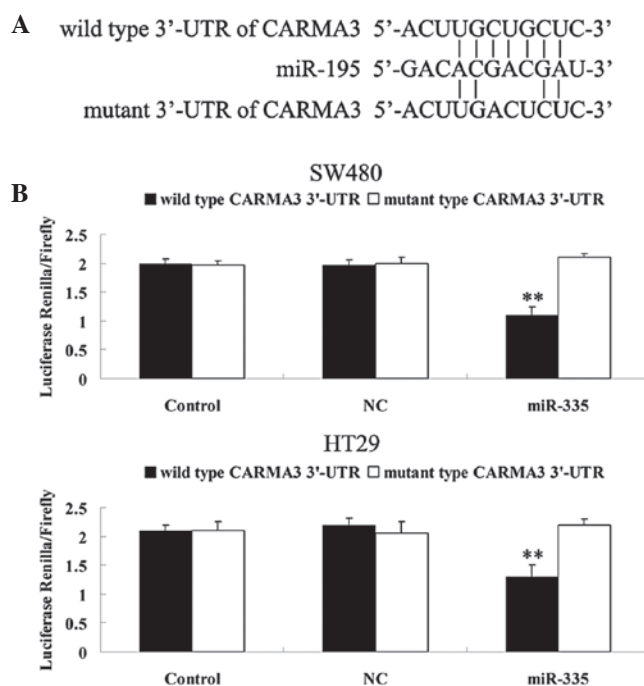 A
wild type 3'-UTR of CARMA3 5'-ACUUGCUGCUC-3'
miR-195 5'-GACACGACGAU-3'
mutant 3'-UTR of CARMA3 5'-ACUUGACUCUC-3'
B
SW480
wild type CARMA3 3'-UTR mutant type CARMA3 3'-UTR
Luciferase Renilla/Firefly
2.5
2
1.5
1
0.5
0
**
Control NC miR-335
HT29
wild type CARMA3 3'-UTR mutant type CARMA3 3'-UTR
Luciferase Renilla/Firefly
2.5
2
1.5
1
0.5
0
**
Control NC miR-335